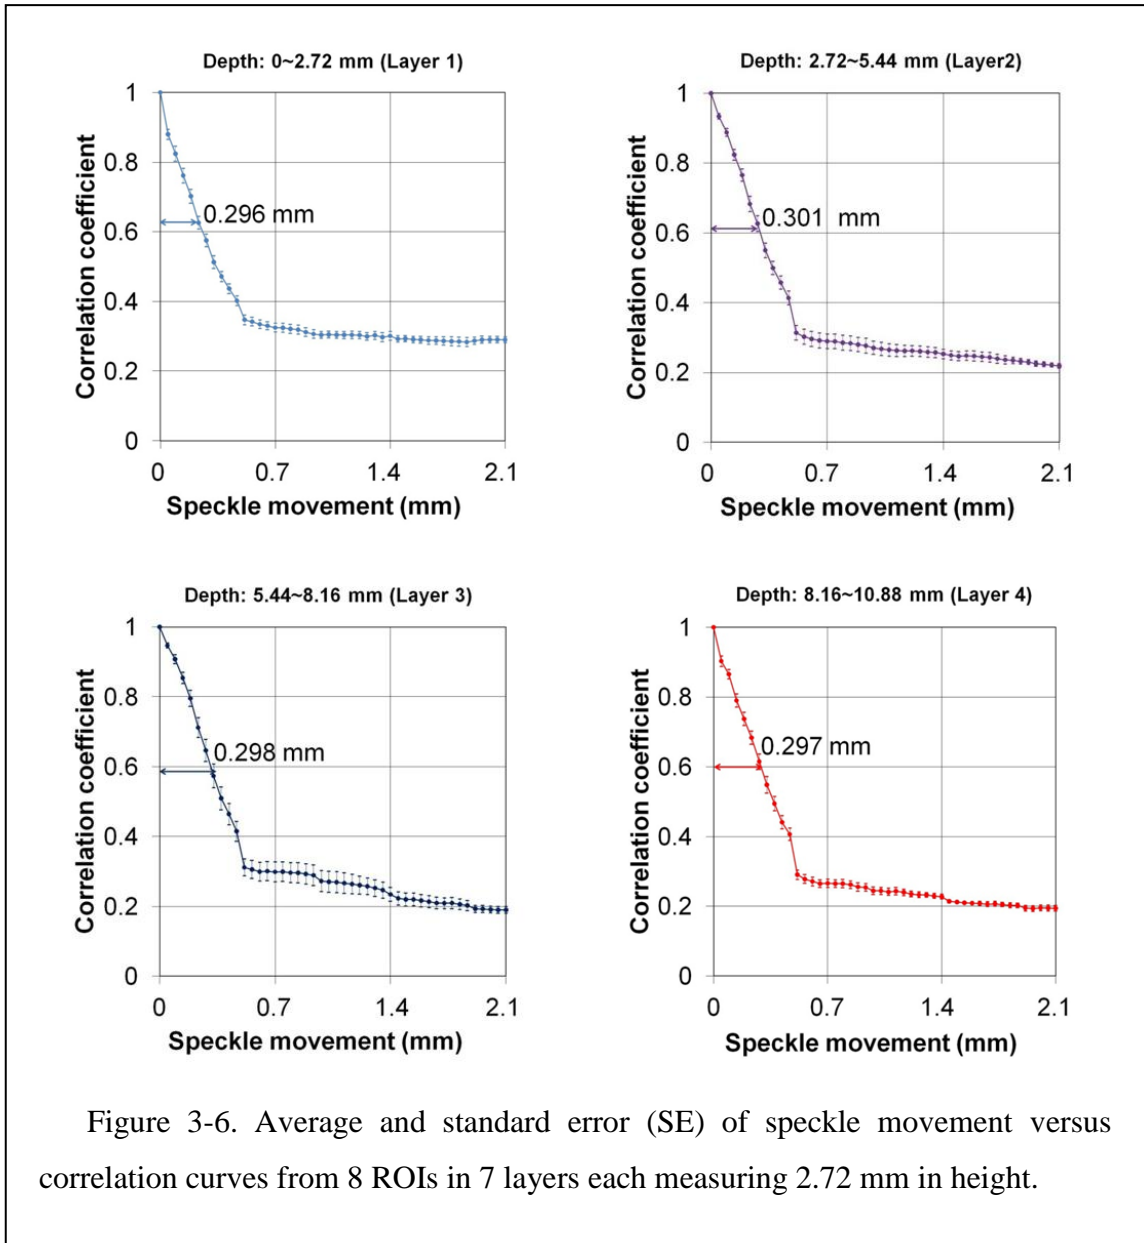 Depth: 0~2.72 mm (Layer 1)
1
0.8
0.6
0.4
0.2
0
Correlation coefficient
0.296 mm
0
0.7
1.4
2.1
Speckle movement (mm)
Depth: 2.72~5.44 mm (Layer2)
1
0.8
0.6
0.4
0.2
0
Correlation coefficient
0.301 mm
0
0.7
1.4
2.1
Speckle movement (mm)
Depth: 5.44~8.16 mm (Layer 3)
1
0.8
0.6
0.4
0.2
0
Correlation coefficient
0.298 mm
0
0.7
1.4
2.1
Speckle movement (mm)
Depth: 8.16~10.88 mm (Layer 4)
1
0.8
0.6
0.4
0.2
0
Correlation coefficient
0.297 mm
0
0.7
1.4
2.1
Speckle movement (mm)
Figure 3-6. Average and standard error (SE) of speckle movement versus
correlation curves from 8 ROIs in 7 layers each measuring 2.72 mm in height.